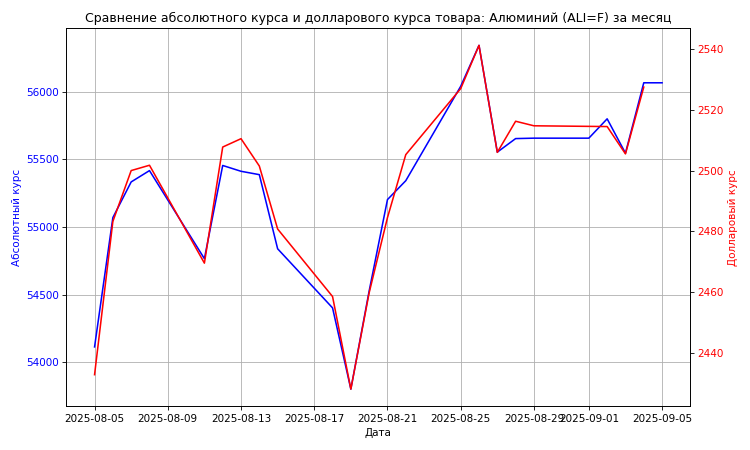 Сравнение абсолютного курса и долларового курса товара: Алюминий (ALI=F) за месяц
Абсолютный курс
56000
55500
55000
54500
54000
2540
2520
2500
2480
2460
2440
Долларовый курс
2025-08-05 2025-08-09 2025-08-13 2025-08-17 2025-08-21 2025-08-25 2025-08-29 2025-09-01 2025-09-05
Дата